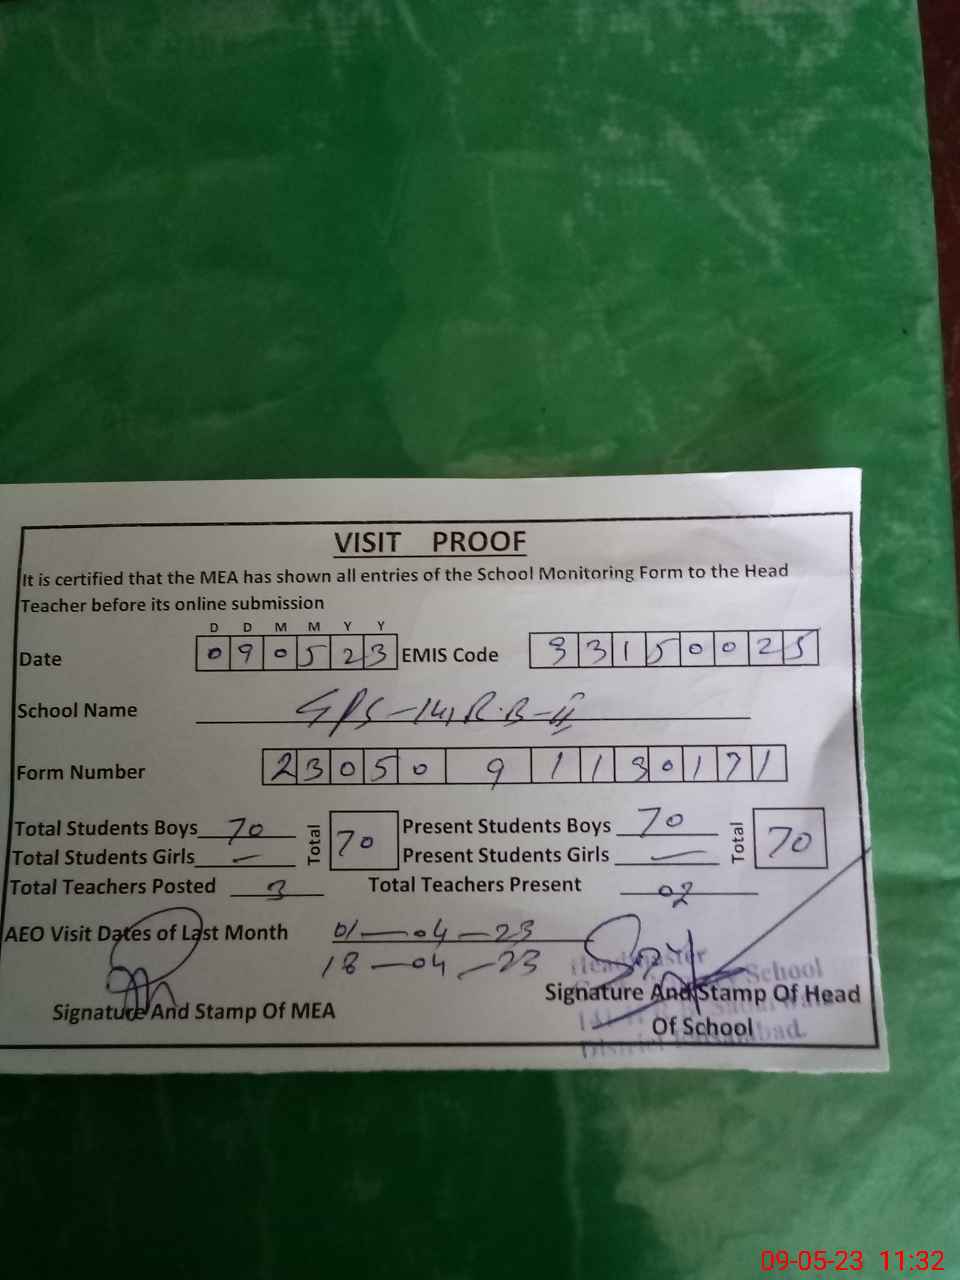 VISIT PROOF
It is certified that the MEA has shown all entries of the School Monitoring Form to the Head
Teacher before its online submission
D D M M Y Y
Date 0 9 0 5 2 3 EMIS Code 3 3 1 5 0 0 2 5
School Name GPS-141 R.B-II
Form Number 2 3 0 5 0 9 1 1 3 0 1 7 1
Total Students Boys 70 Total 70 Present Students Boys 70 Total 70
Total Students Girls — Present Students Girls —
Total Teachers Posted 3 Total Teachers Present 02
AEO Visit Dates of Last Month 01—04—23
18—04—23
Headmaster
School
Signature And Stamp Of MEA Signature And Stamp Of Head
Of School
District Faisalabad.
09-05-23 11:32